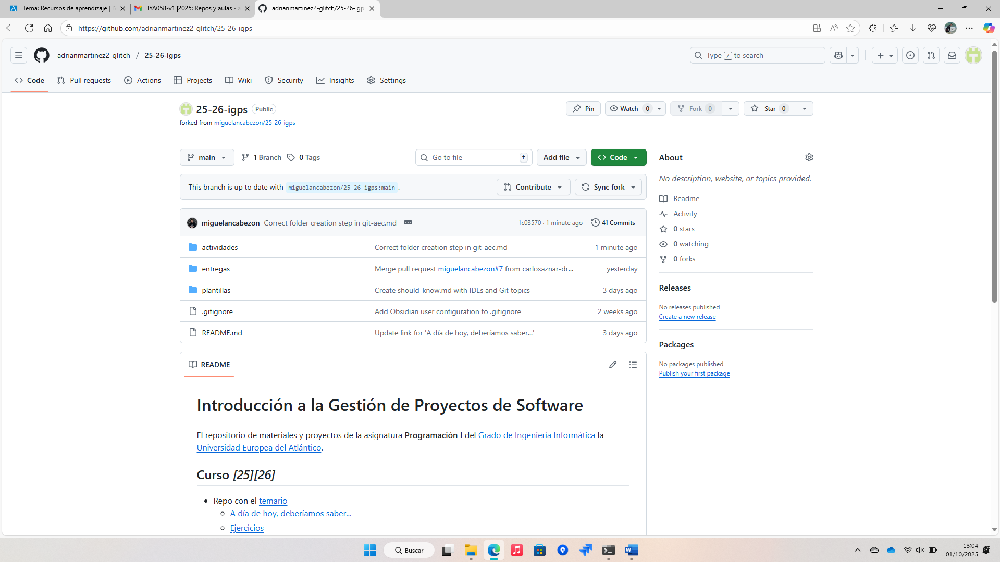 Tema: Recursos de aprendizaje | I
IYA058-v1||2025: Repos y aulas - a
adrianmartinez2-glitch/25-26-igp
https://github.com/adrianmartinez2-glitch/25-26-igps
adrianmartinez2-glitch / 25-26-igps
Type / to search
Code
Pull requests
Actions
Projects
Wiki
Security
Insights
Settings
25-26-igps Public
Pin
Watch 0
Fork 0
Star 0
forked from miguelancabezon/25-26-igps
main
1 Branch
0 Tags
Go to file t
Add file
Code
This branch is up to date with miguelancabezon/25-26-igps:main .
Contribute
Sync fork
miguelancabezon Correct folder creation step in git-aec.md
1c03570 · 1 minute ago
41 Commits
actividades Correct folder creation step in git-aec.md 1 minute ago
entregas Merge pull request miguelancabezon#7 from carlosaznar-dr... yesterday
plantillas Create should-know.md with IDEs and Git topics 3 days ago
.gitignore Add Obsidian user configuration to .gitignore 2 weeks ago
README.md Update link for 'A día de hoy, deberíamos saber...' 3 days ago
README
Introducción a la Gestión de Proyectos de Software
El repositorio de materiales y proyectos de la asignatura Programación I del Grado de Ingeniería Informática la
Universidad Europea del Atlántico.
Curso [25][26]
Repo con el temario
A día de hoy, deberíamos saber...
Ejercicios
About
No description, website, or topics provided.
Readme
Activity
0 stars
0 watching
0 forks
Releases
No releases published
Create a new release
Packages
No packages published
Publish your first package
Buscar
13:04
01/10/2025